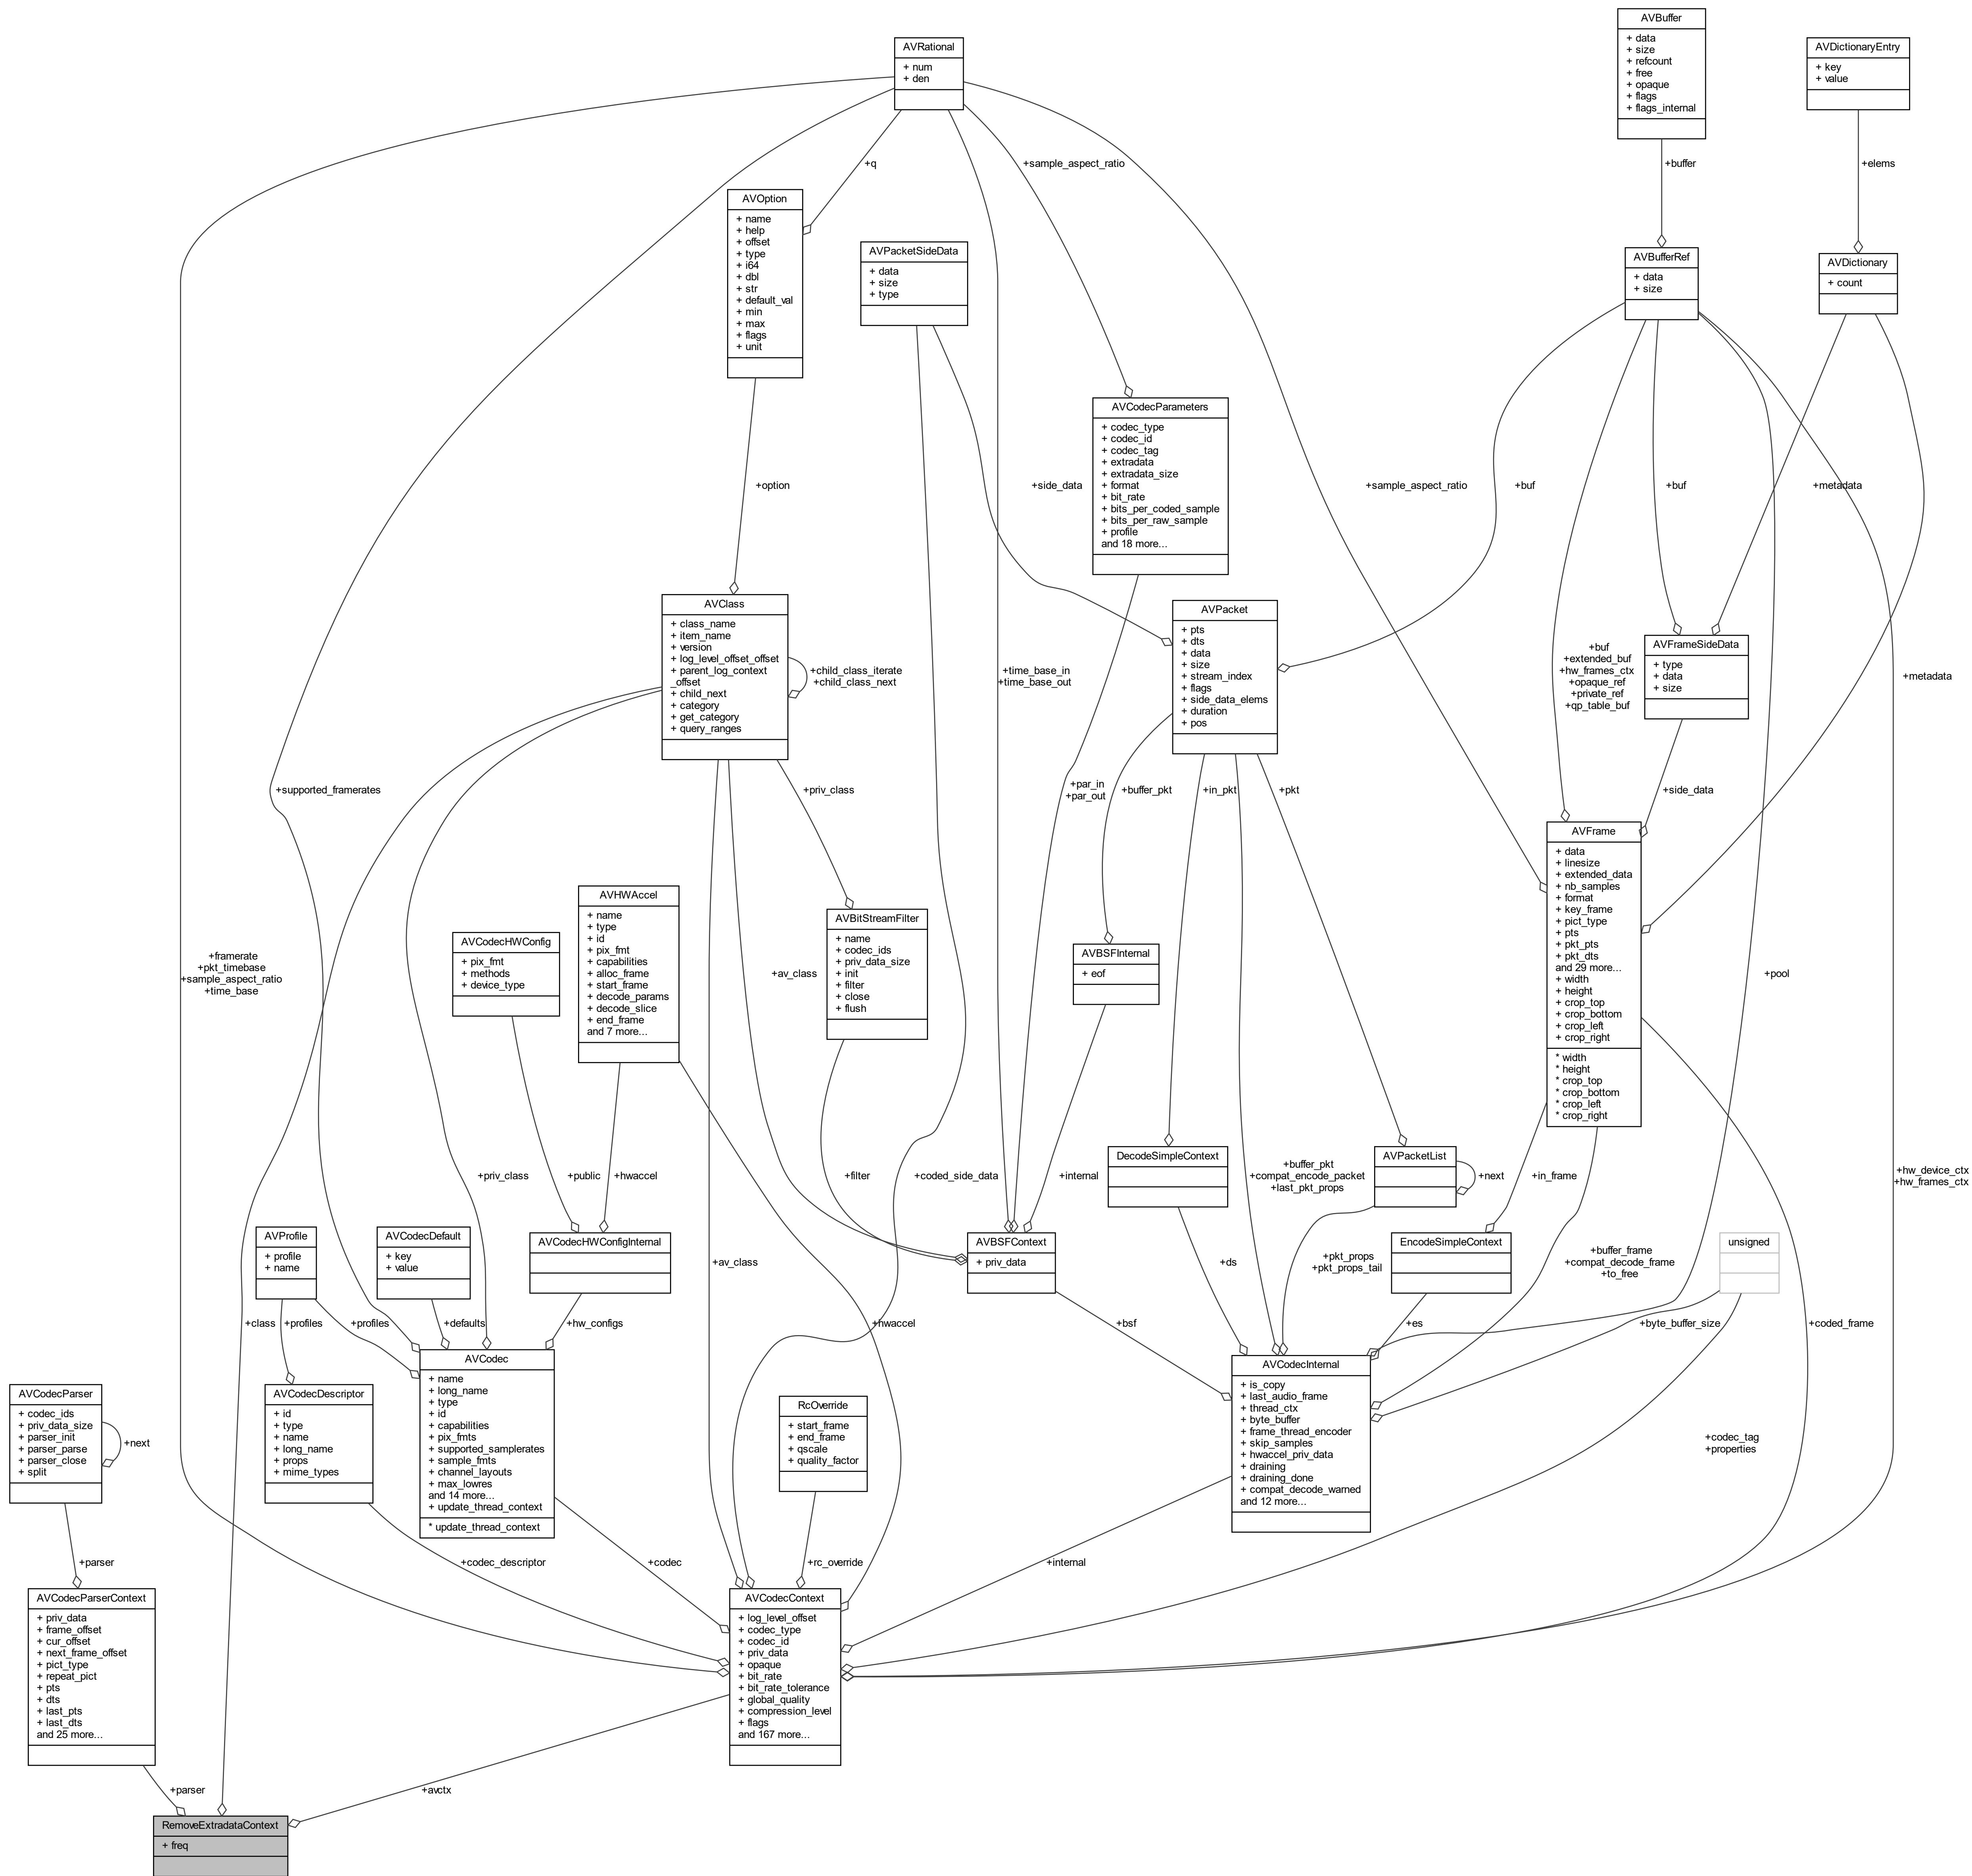 AVBuffer
+ data
+ size
+ refcount
+ free
+ opaque
+ flags
+ flags_internal
AVRational
+ num
+ den
AVDictionaryEntry
+ key
+ value
+q
+sample_aspect_ratio
+buffer
+elems
AVOption
+ name
+ help
+ offset
+ type
+ i64
+ dbl
+ str
+ default_val
+ min
+ max
+ flags
+ unit
AVPacketSideData
+ data
+ size
+ type
AVBufferRef
+ data
+ size
AVDictionary
+ count
AVCodecParameters
+ codec_type
+ codec_id
+ codec_tag
+ extradata
+ extradata_size
+ format
+ bit_rate
+ bits_per_coded_sample
+ bits_per_raw_sample
+ profile
and 18 more...
+option
+side_data
+sample_aspect_ratio
+buf
+buf
+metadata
AVClass
+ class_name
+ item_name
+ version
+ log_level_offset_offset
+ parent_log_context
_offset
+ child_next
+ category
+ get_category
+ query_ranges
+child_class_iterate
+child_class_next
+time_base_in
+time_base_out
AVPacket
+ pts
+ dts
+ data
+ size
+ stream_index
+ flags
+ side_data_elems
+ duration
+ pos
+buf
+extended_buf
+hw_frames_ctx
+opaque_ref
+private_ref
+qp_table_buf
AVFrameSideData
+ type
+ data
+ size
+metadata
+supported_framerates
+priv_class
+par_in
+par_out
+buffer_pkt
+in_pkt
+pkt
+side_data
AVFrame
+ data
+ linesize
+ extended_data
+ nb_samples
+ format
+ key_frame
+ pict_type
+ pts
+ pkt_pts
+ pkt_dts
and 29 more...
+ width
+ height
+ crop_top
+ crop_bottom
+ crop_left
+ crop_right
* width
* height
* crop_top
* crop_bottom
* crop_left
* crop_right
+framerate
+pkt_timebase
+sample_aspect_ratio
+time_base
AVCodecHWConfig
+ pix_fmt
+ methods
+ device_type
AVHWAccel
+ name
+ type
+ id
+ pix_fmt
+ capabilities
+ alloc_frame
+ start_frame
+ decode_params
+ decode_slice
+ end_frame
and 7 more...
+av_class
AVBitStreamFilter
+ name
+ codec_ids
+ priv_data_size
+ init
+ filter
+ close
+ flush
AVBSFInternal
+ eof
+pool
+priv_class
+public
+hwaccel
+filter
+coded_side_data
+internal
DecodeSimpleContext
+buffer_pkt
+compat_encode_packet
+last_pkt_props
AVPacketList
+next
+in_frame
+hw_device_ctx
+hw_frames_ctx
AVProfile
+ profile
+ name
AVCodecDefault
+ key
+ value
AVCodecHWConfigInternal
+av_class
AVBSFContext
+ priv_data
+ds
+pkt_props
+pkt_props_tail
EncodeSimpleContext
+buffer_frame
+compat_decode_frame
+to_free
unsigned
+class
+profiles
+profiles
+defaults
+hw_configs
+hwaccel
+bsf
+es
+byte_buffer_size
+coded_frame
AVCodecParser
+ codec_ids
+ priv_data_size
+ parser_init
+ parser_parse
+ parser_close
+ split
+next
AVCodecDescriptor
+ id
+ type
+ name
+ long_name
+ props
+ mime_types
AVCodec
+ name
+ long_name
+ type
+ id
+ capabilities
+ pix_fmts
+ supported_samplerates
+ sample_fmts
+ channel_layouts
+ max_lowres
and 14 more...
+ update_thread_context
* update_thread_context
RcOverride
+ start_frame
+ end_frame
+ qscale
+ quality_factor
AVCodecInternal
+ is_copy
+ last_audio_frame
+ thread_ctx
+ byte_buffer
+ frame_thread_encoder
+ skip_samples
+ hwaccel_priv_data
+ draining
+ draining_done
+ compat_decode_warned
and 12 more...
+codec_tag
+properties
+parser
+codec_descriptor
+codec
+rc_override
+internal
AVCodecParserContext
+ priv_data
+ frame_offset
+ cur_offset
+ next_frame_offset
+ pict_type
+ repeat_pict
+ pts
+ dts
+ last_pts
+ last_dts
and 25 more...
AVCodecContext
+ log_level_offset
+ codec_type
+ codec_id
+ priv_data
+ opaque
+ bit_rate
+ bit_rate_tolerance
+ global_quality
+ compression_level
+ flags
and 167 more...
+parser
+avctx
RemoveExtradataContext
+ freq